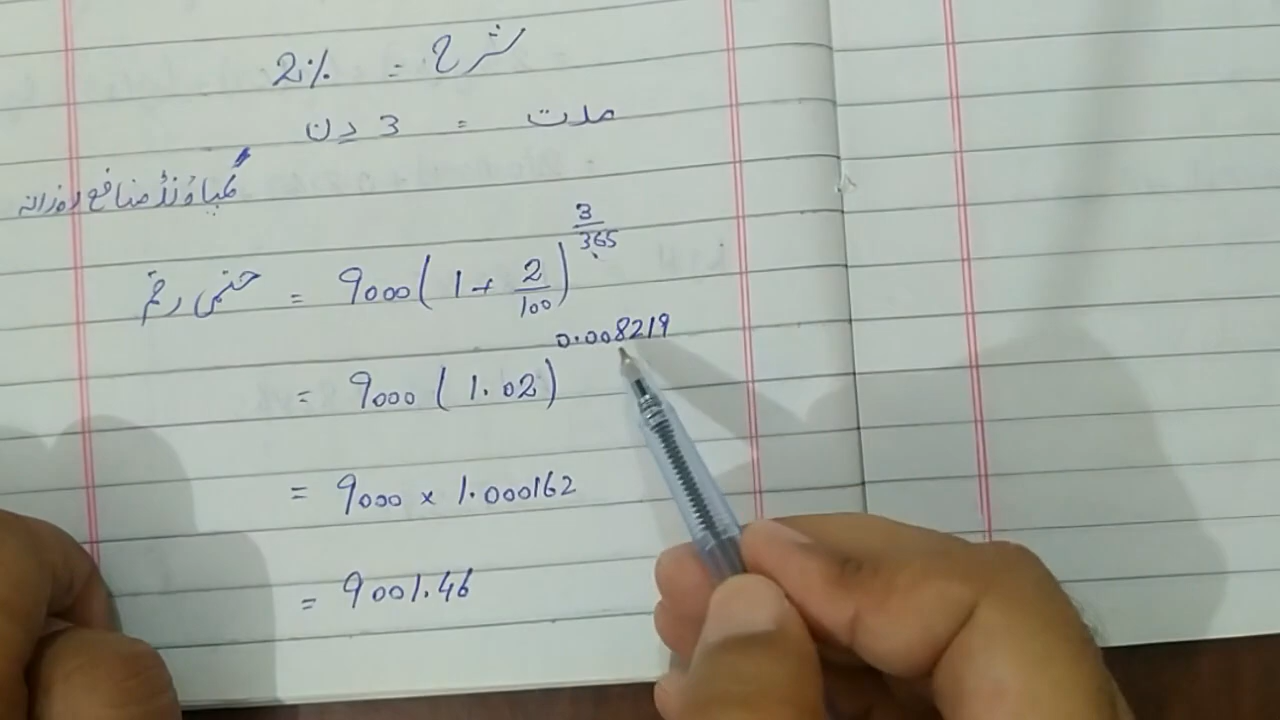 شرح = 2%
مدت = 3 دن
کمپاؤنڈ منافع روزانہ
حتمی رقم = 9000(1+2/100)^3/365
= 9000(1.02)^0.008219
= 9000 x 1.000162
= 9001.46